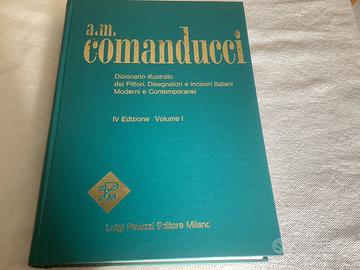 a.m.
comanducci
Dizionario illustrato
dei Pittori, Disegnatori e incisori Italiani
Moderni e Contemporanei
IV Edizione Volume I
Luigi Patuzzi Editore Milano